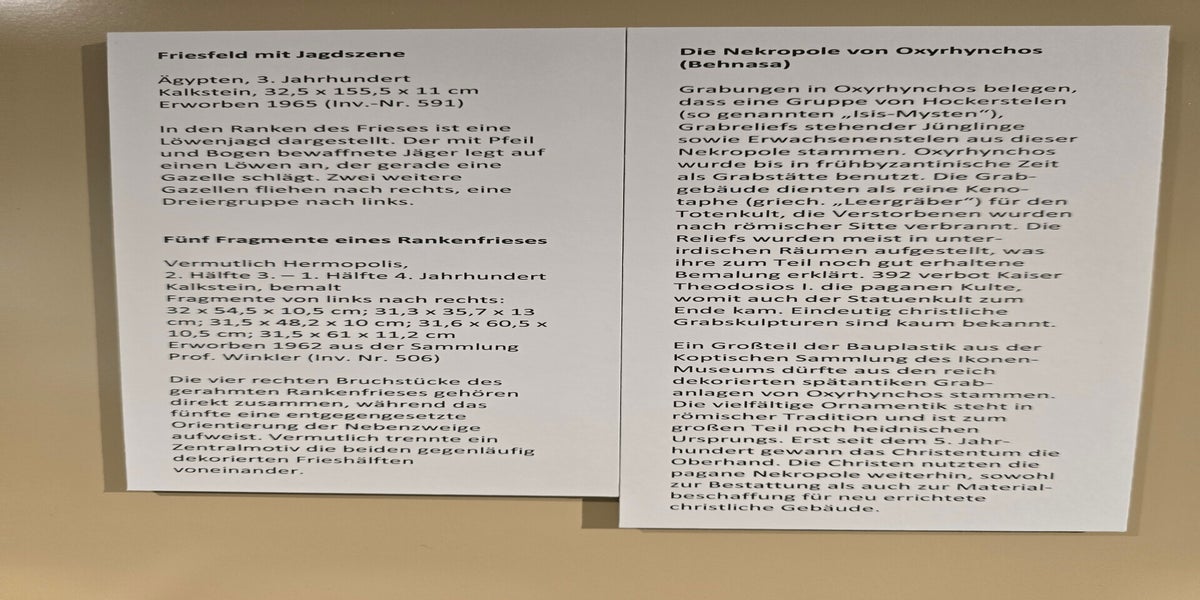 Friesfeld mit Jagdszene
Ägypten, 3. Jahrhundert
Kalkstein, 32,5 x 155,5 x 11 cm
Erworben 1965 (Inv.-Nr. 591)
In den Ranken des Frieses ist eine
Löwenjagd dargestellt. Der mit Pfeil
und Bogen bewaffnete Jäger legt auf
einen Löwen an, der gerade eine
Gazelle schlägt. Zwei weitere
Gazellen fliehen nach rechts, eine
Dreiergruppe nach links.
Fünf Fragmente eines Rankenfrieses
Vermutlich Hermopolis,
2. Hälfte 3. – 1. Hälfte 4. Jahrhundert
Kalkstein, bemalt
Fragmente von links nach rechts:
32 x 54,5 x 10,5 cm; 31,3 x 35,7 x 13
cm; 31,5 x 48,2 x 10 cm; 31,6 x 60,5 x
10,5 cm; 31,5 x 61 x 11,2 cm
Erworben 1962 aus der Sammlung
Prof. Winkler (Inv. Nr. 506)
Die vier rechten Bruchstücke des
gerahmten Rankenfrieses gehören
direkt zusammen, während das
fünfte eine entgegengesetzte
Orientierung der Nebenzweige
aufweist. Vermutlich trennte ein
Zentralmotiv die beiden gegenläufig
dekorierten Frieshälften
voneinander.
Die Nekropole von Oxyrhynchos
(Behnasa)
Grabungen in Oxyrhynchos belegen,
dass eine Gruppe von Hockerstelen
(so genannten „Isis-Mysten“),
Grabreliefs stehender Jünglinge
sowie Erwachsenenstelen aus dieser
Nekropole stammen. Oxyrhynchos
wurde bis in frühbyzantinische Zeit
als Grabstätte benutzt. Die Grab-
gebäude dienten als reine Keno-
taphe (griech. „Leergräber“) für den
Totenkult, die Verstorbenen wurden
nach römischer Sitte verbrannt. Die
Reliefs wurden meist in unter-
irdischen Räumen aufgestellt, was
ihre zum Teil noch gut erhaltene
Bemalung erklärt. 392 verbot Kaiser
Theodosios I. die paganen Kulte,
womit auch der Statuenkult zum
Ende kam. Eindeutig christliche
Grabskulpturen sind kaum bekannt.
Ein Großteil der Bauplastik aus der
Koptischen Sammlung des Ikonen-
Museums dürfte aus den reich
dekorierten spätantiken Grab-
anlagen von Oxyrhynchos stammen.
Die vielfältige Ornamentik steht in
römischer Tradition und ist zum
großen Teil noch heidnischen
Ursprungs. Erst seit dem 5. Jahr-
hundert gewann das Christentum die
Oberhand. Die Christen nutzten die
pagane Nekropole weiterhin, sowohl
zur Bestattung als auch zur Material-
beschaffung für neu errichtete
christliche Gebäude.